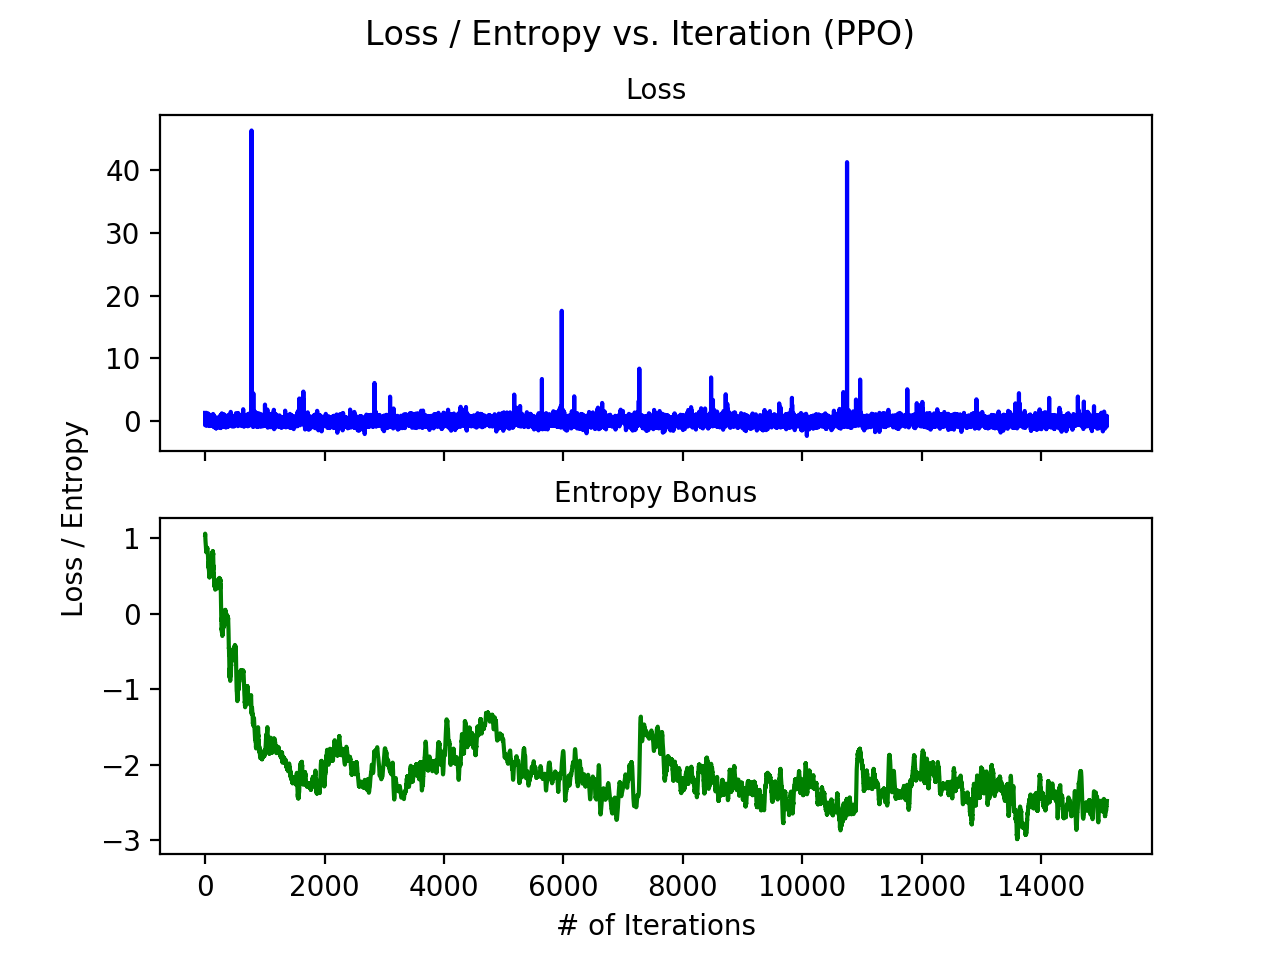 Loss / Entropy vs. Iteration (PPO)
Loss
40
30
20
10
0
Loss / Entropy
Entropy Bonus
1
0
−1
−2
−3
0 2000 4000 6000 8000 10000 12000 14000
# of Iterations